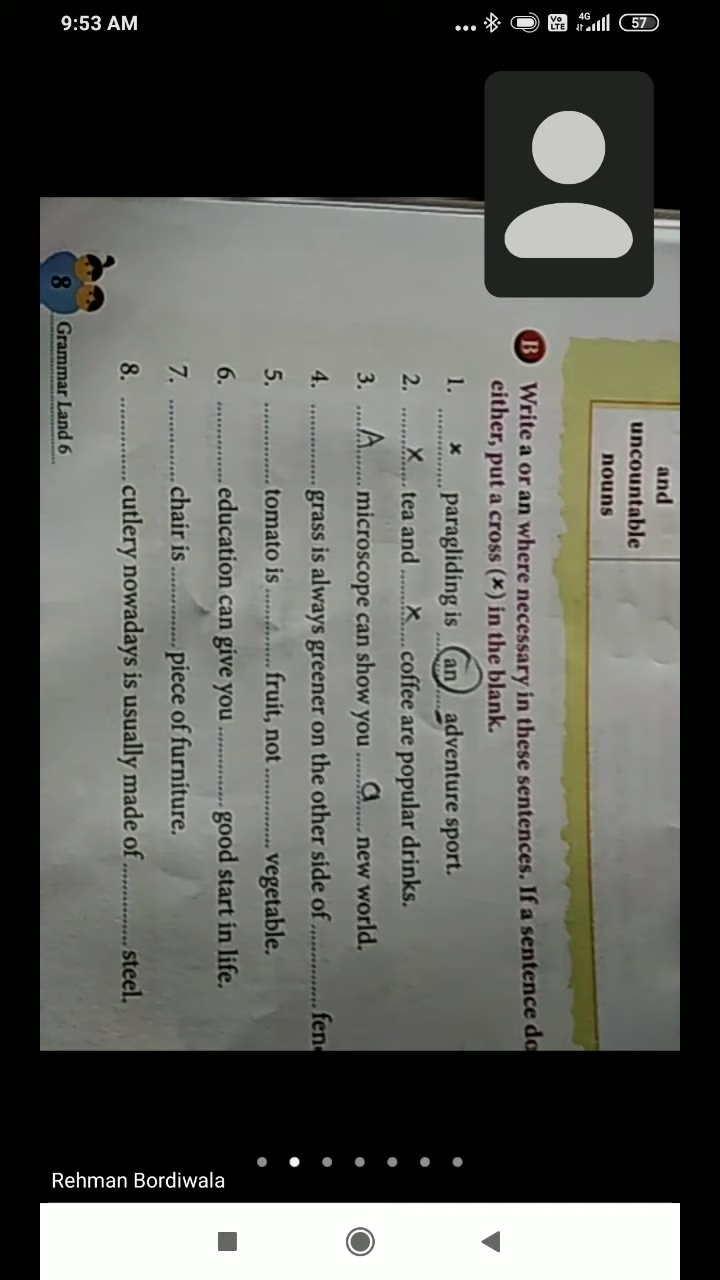 9:53 AM
Vo LTE 4G 57
and
uncountable
nouns
B Write a or an where necessary in these sentences. If a sentence
either, put a cross (×) in the blank.
1. ......×...... paragliding is ......an...... adventure sport.
2. ......×...... tea and ......×...... coffee are popular drinks.
3. ......A...... microscope can show you ......a...... new world.
4. ............ grass is always greener on the other side of ............
5. ............ tomato is ............ fruit, not ............ vegetable.
6. ............ education can give you ............ good start in life.
7. ............ chair is ............ piece of furniture.
8. ............ cutlery nowadays is usually made of ............ steel.
8 Grammar Land 6
Rehman Bordiwala